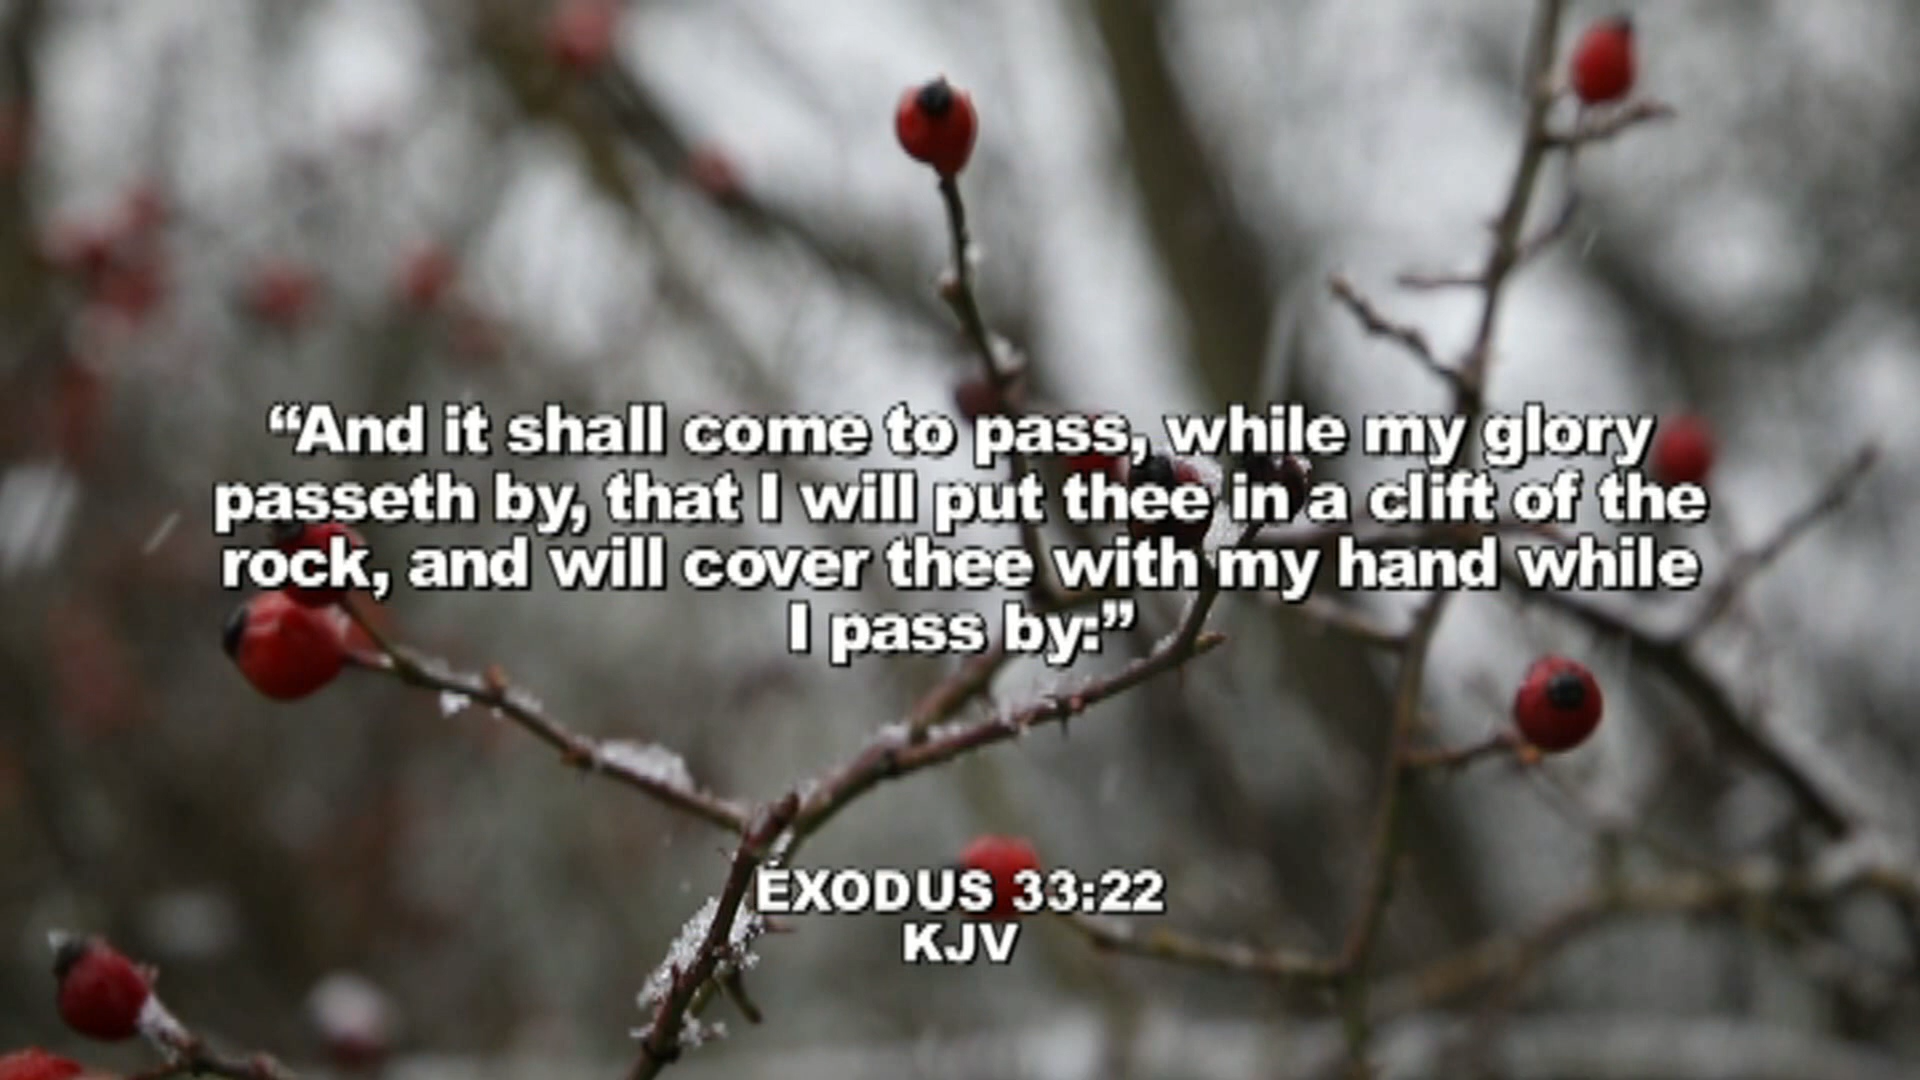 “And it shall come to pass, while my glory
passeth by, that I will put thee in a clift of the
rock, and will cover thee with my hand while
I pass by:”
EXODUS 33:22
KJV